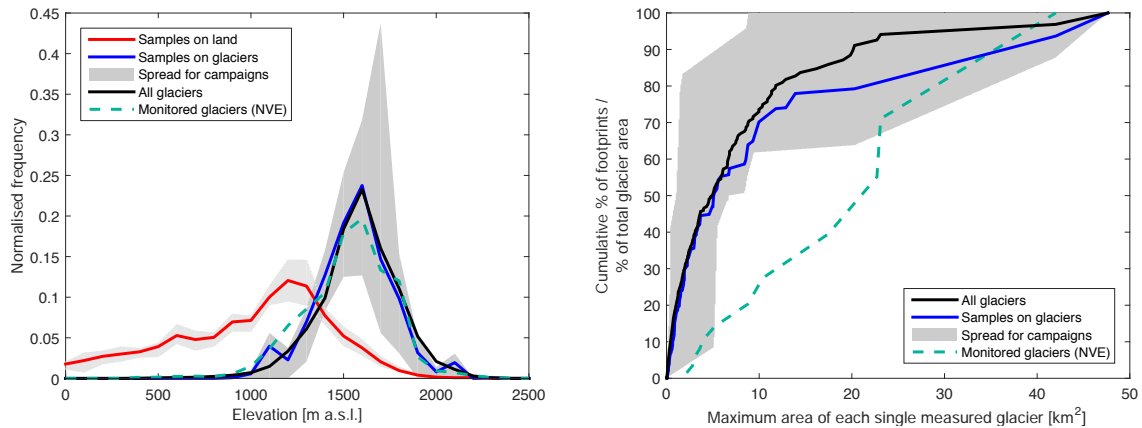 0.45
0.4
0.35
0.3
0.25
0.2
0.15
0.1
0.05
0
Normalised frequency
Samples on land
Samples on glaciers
Spread for campaigns
All glaciers
Monitored glaciers (NVE)
0 500 1000 1500 2000 2500
Elevation [m a.s.l.]
100
90
80
70
60
50
40
30
20
10
0
Cumulative % of footprints /
% of total glacier area
All glaciers
Samples on glaciers
Spread for campaigns
Monitored glaciers (NVE)
0 10 20 30 40 50
Maximum area of each single measured glacier [km²]